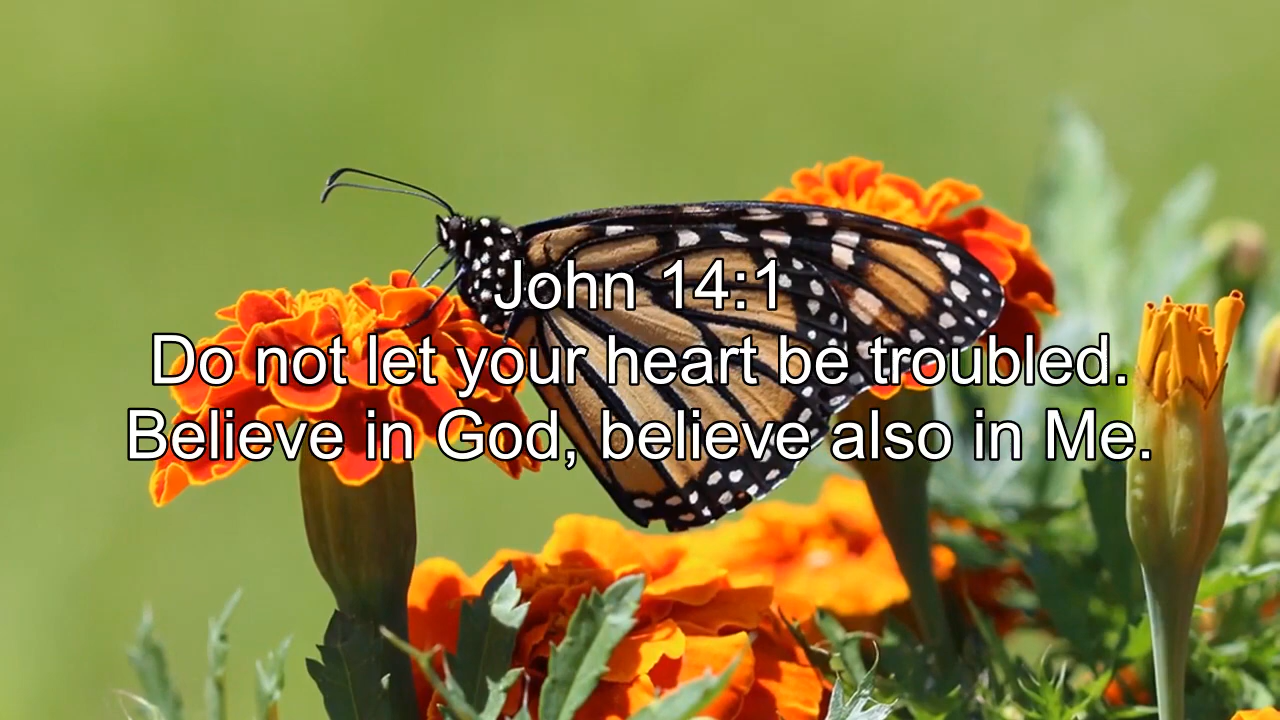 John 14:1
Do not let your heart be troubled.
Believe in God, believe also in Me.